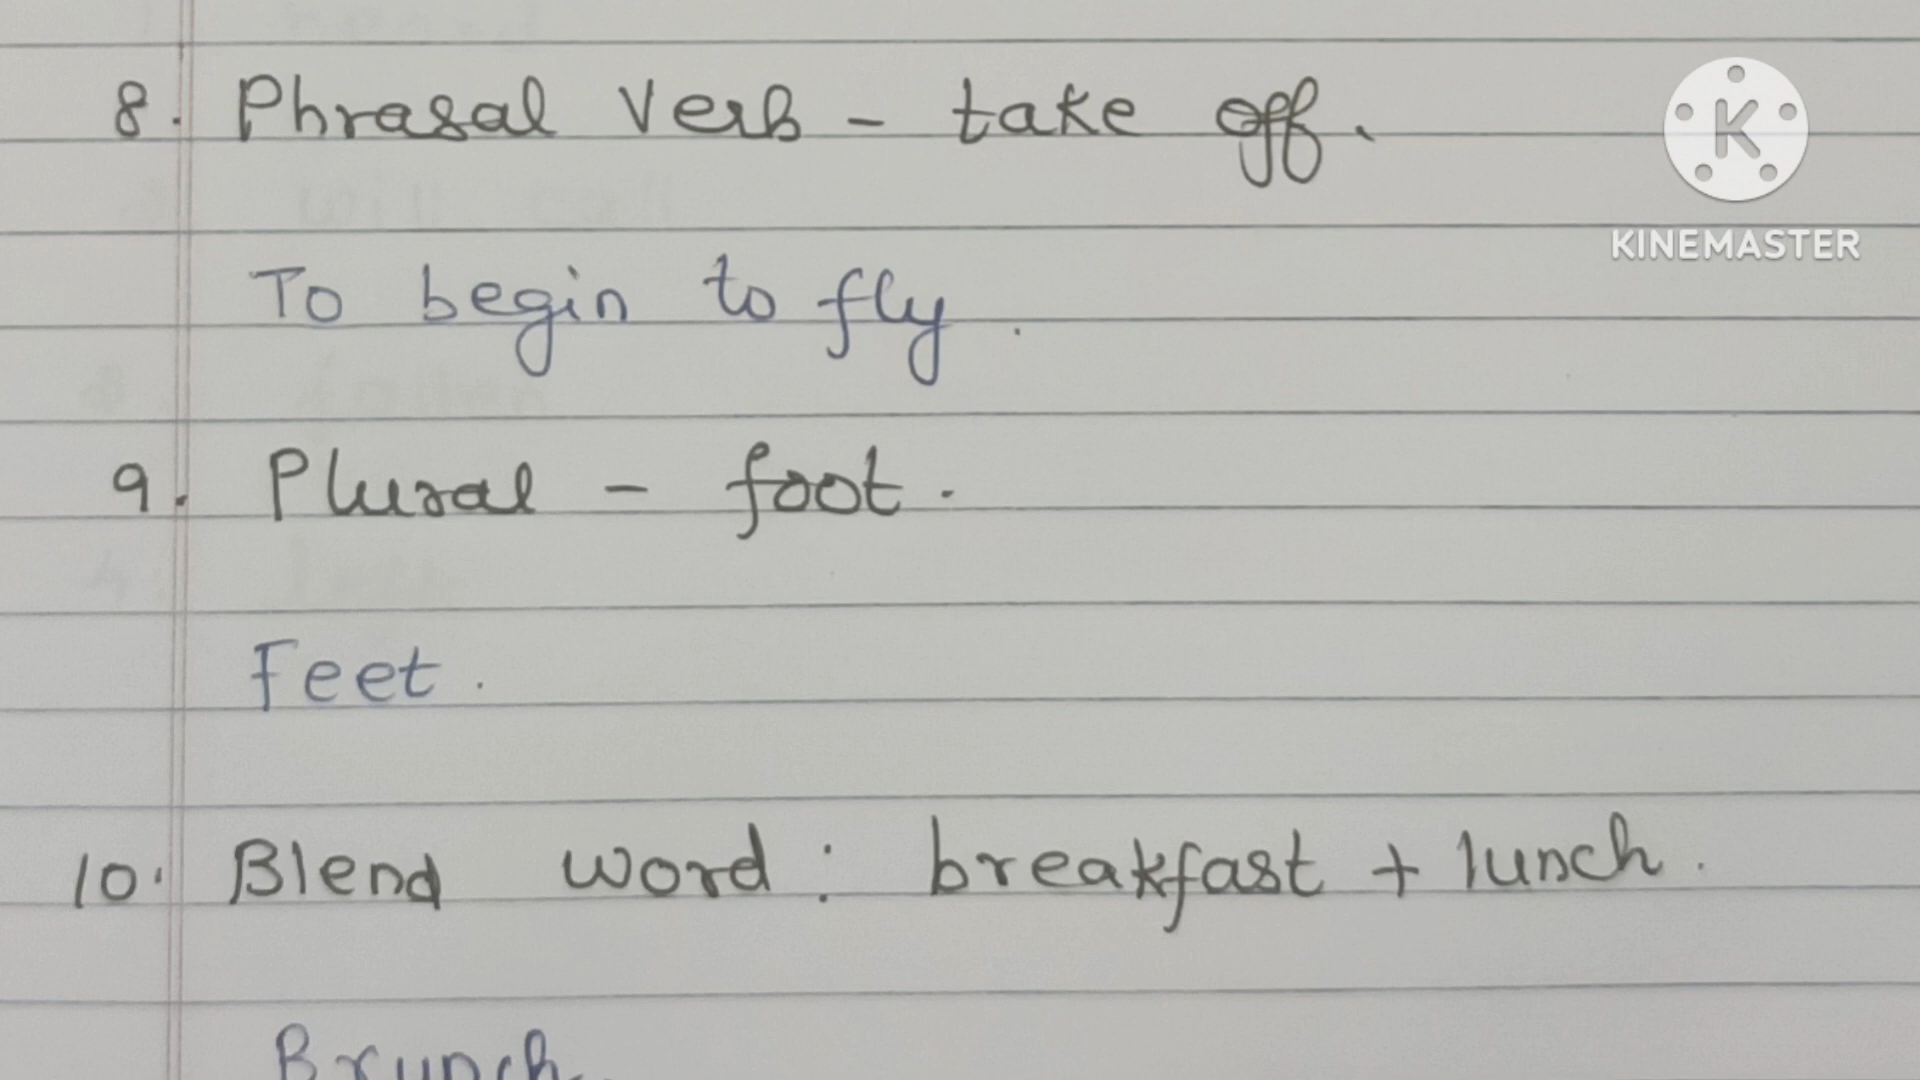 8. Phrasal Verb - take off.
K
KINEMASTER
To begin to fly.
9. Plural - foot.
Feet.
10. Blend word : breakfast + lunch.
Brunch.